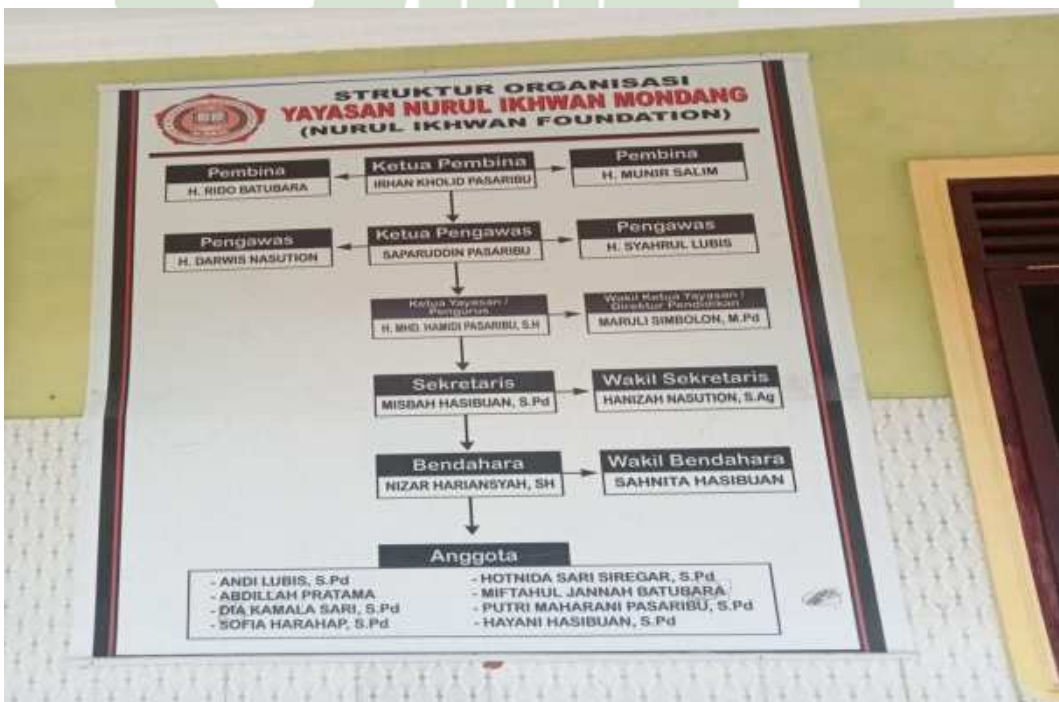 STRUKTUR ORGANISASI
YAYASAN NURUL IKHWAN MONDANG
(NURUL IKHWAN FOUNDATION)
Pembina
H. RIDO BATUBARA
Ketua Pembina
IRHAN KHOLID PASARIBU
Pembina
H. MUNIR SALIM
Pengawas
H. DARWIS NASUTION
Ketua Pengawas
SAPARUDDIN PASARIBU
Pengawas
H. SYAHRUL LUBIS
Ketua Yayasan /
Pengurus
H. MHD. HAMIDI PASARIBU, S.H
Wakil Ketua Yayasan /
Direktur Pendidikan
MARULI SIMBOLON, M.Pd
Sekretaris
MISBAH HASIBUAN, S.Pd
Wakil Sekretaris
HANIZAH NASUTION, S.Ag
Bendahara
NIZAR HARIANSYAH, SH
Wakil Bendahara
SAHNITA HASIBUAN
Anggota
- ANDI LUBIS, S.Pd
- ABDILLAH PRATAMA
- DIA KAMALA SARI, S.Pd
- SOFIA HARAHAP, S.Pd
- HOTNIDA SARI SIREGAR, S.Pd
- MIFTAHUL JANNAH BATUBARA
- PUTRI MAHARANI PASARIBU, S.Pd
- HAYANI HASIBUAN, S.Pd